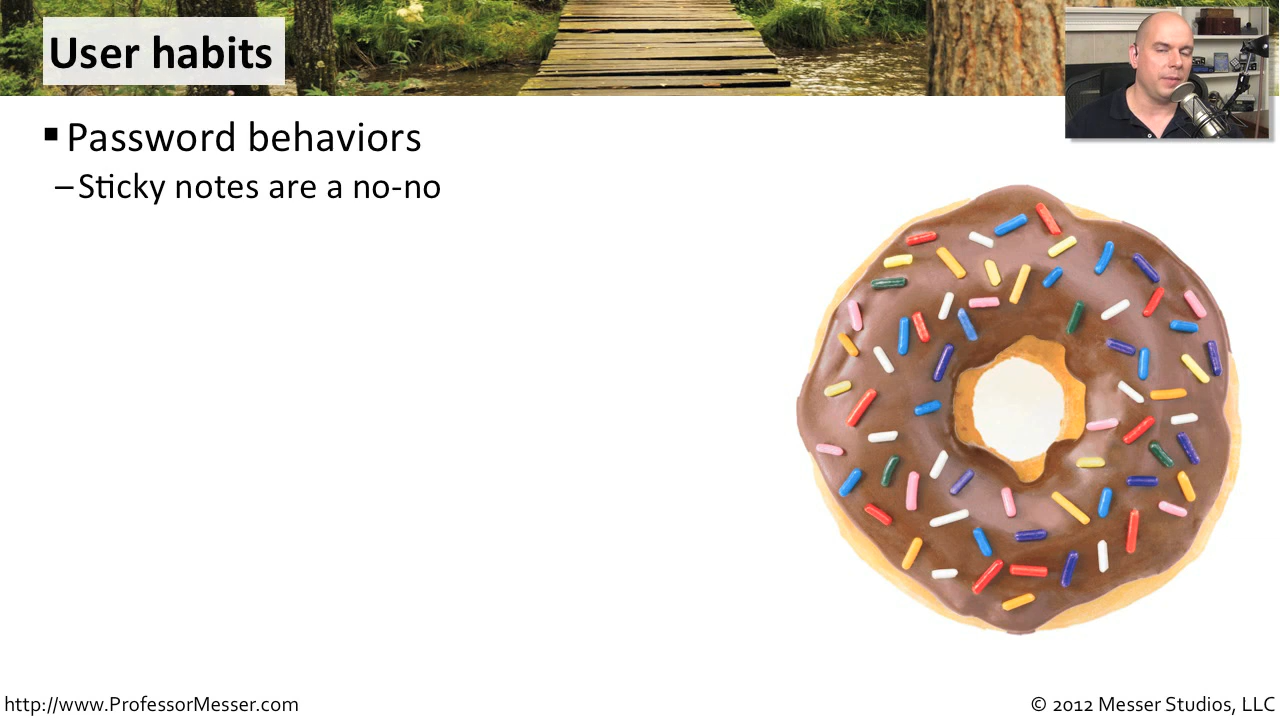 User habits
▪ Password behaviors
– Sticky notes are a no-no
http://www.ProfessorMesser.com
© 2012 Messer Studios, LLC